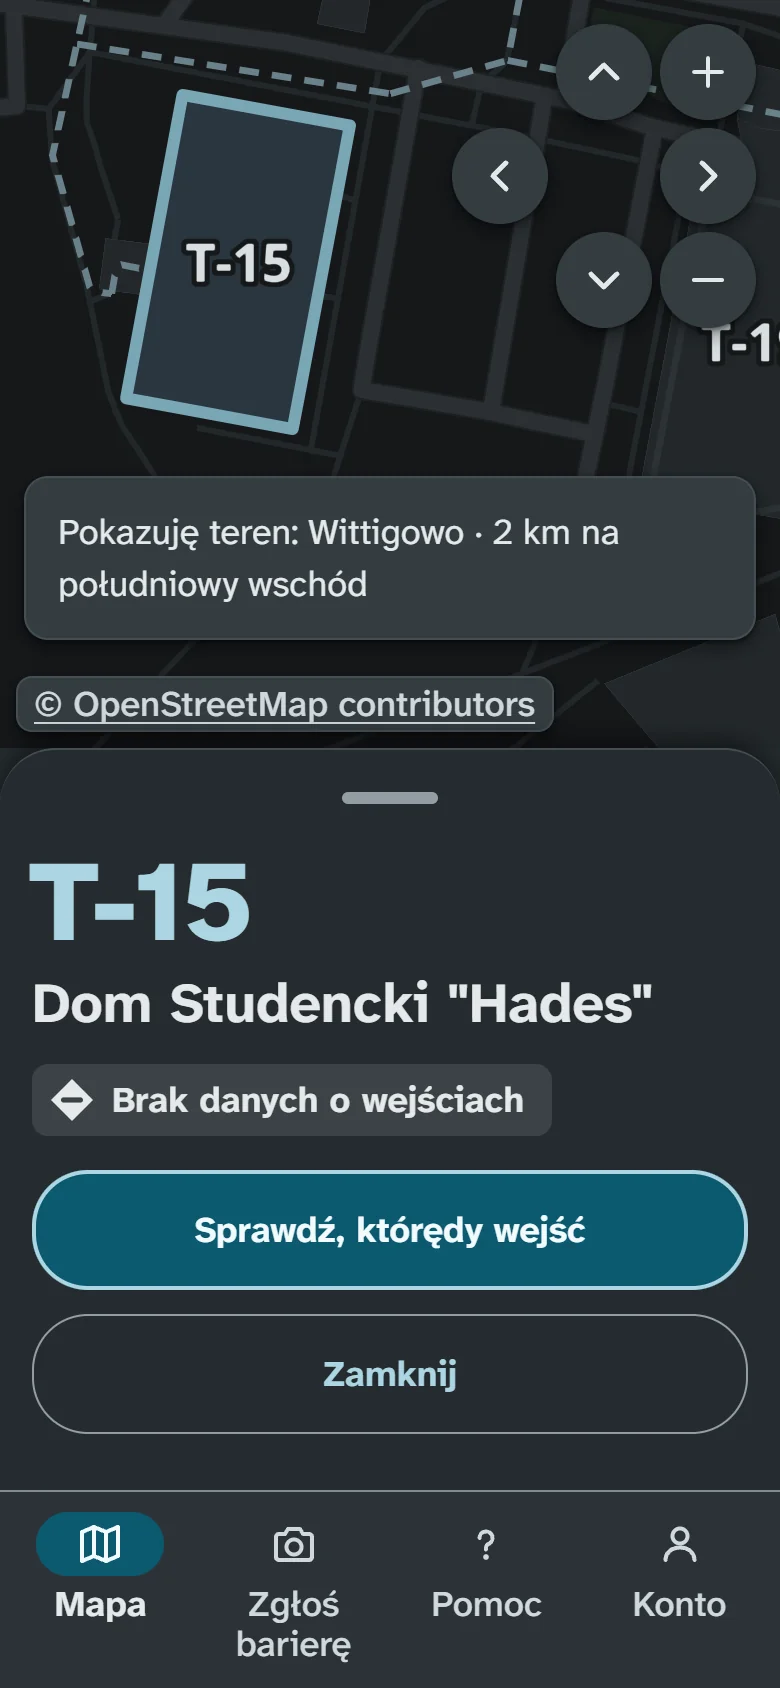 T-15
Pokazuję teren: Wittigowo · 2 km na
południowy wschód
© OpenStreetMap contributors
T-15
Dom Studencki "Hades"
Brak danych o wejściach
Sprawdź, którędy wejść
Zamknij
Mapa
Zgłoś
barierę
Pomoc
Konto